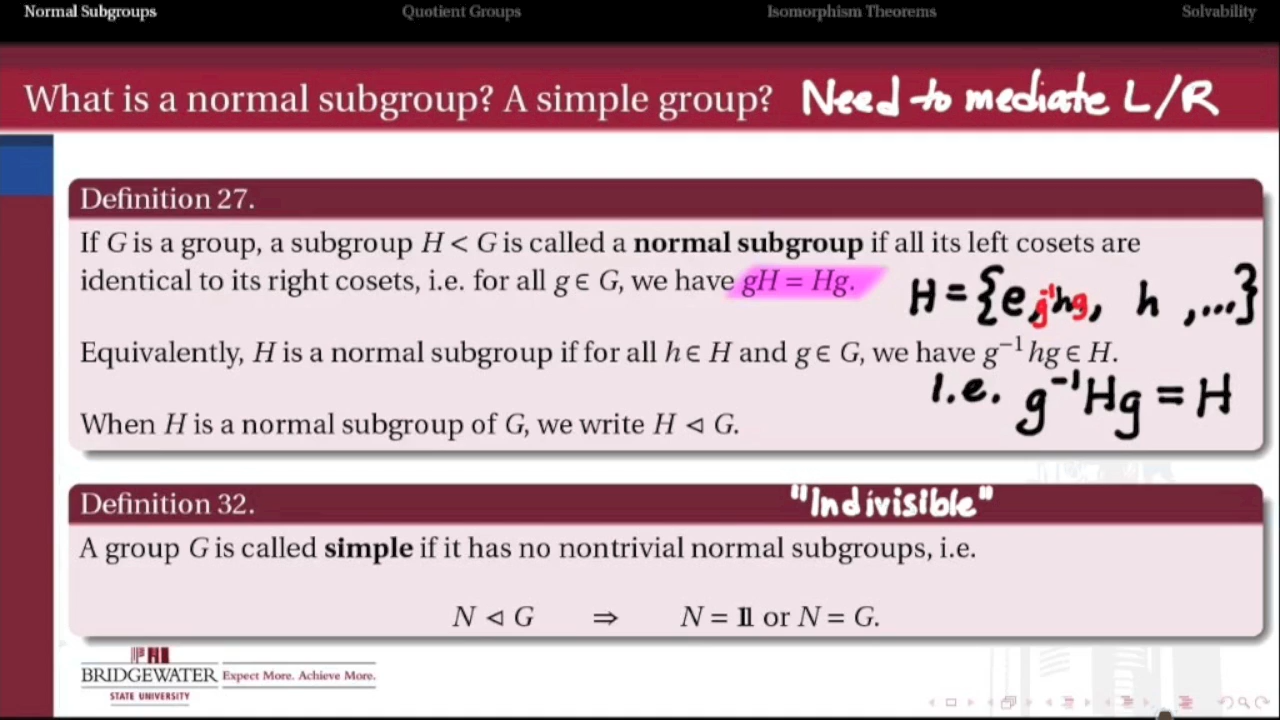 Normal Subgroups Quotient Groups Isomorphism Theorems Solvability
What is a normal subgroup? A simple group? Need to mediate L/R
Definition 27.
If G is a group, a subgroup H < G is called a normal subgroup if all its left cosets are
identical to its right cosets, i.e. for all g ∈ G, we have gH = Hg.
H = {e, g⁻¹hg, h, ...}
Equivalently, H is a normal subgroup if for all h ∈ H and g ∈ G, we have g⁻¹hg ∈ H.
i.e. g⁻¹Hg = H
When H is a normal subgroup of G, we write H ⊲ G.
Definition 32. "Indivisible"
A group G is called simple if it has no nontrivial normal subgroups, i.e.
N ⊲ G ⇒ N = 𝟙 or N = G.
BRIDGEWATER Expect More. Achieve More.
STATE UNIVERSITY